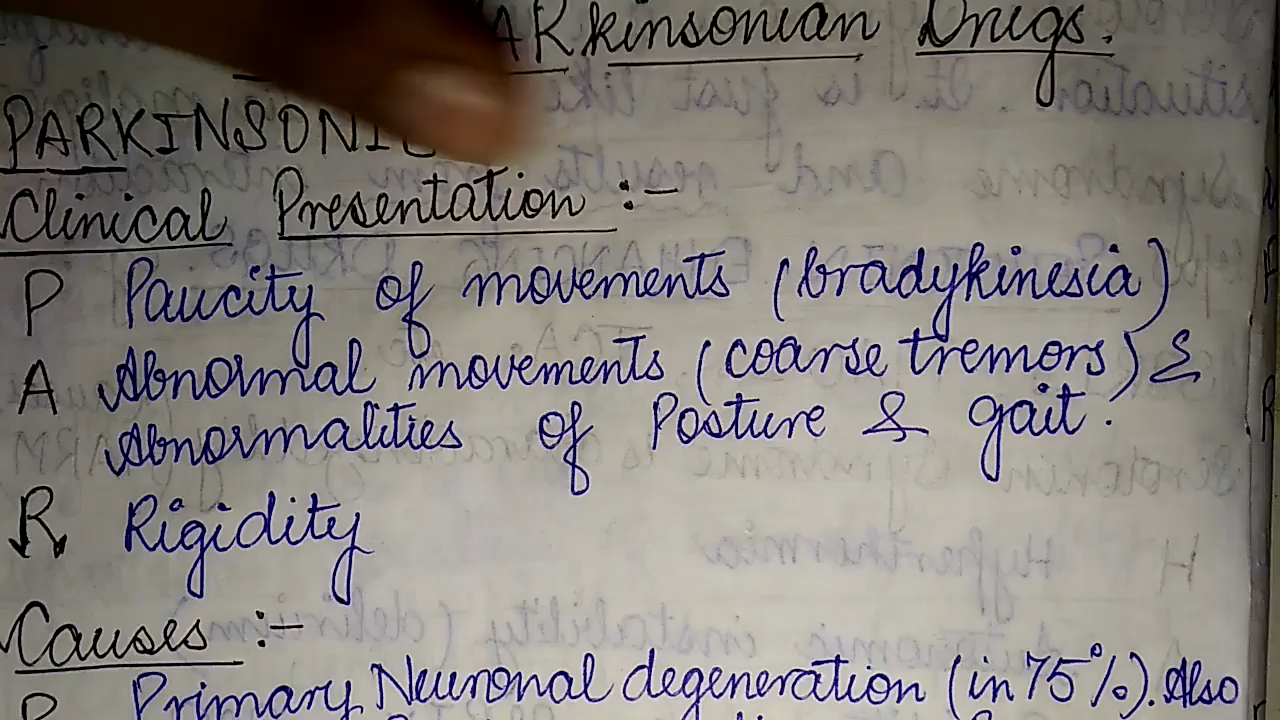 ARkinsonian Drugs.
PARKINSONI
Clinical Presentation :-
P Paucity of movements (bradykinesia)
A Abnormal movements (coarse tremors) &
Abnormalities of Posture & gait.
R Rigidity
Causes :-
P Primary Neuronal degeneration (in 75%). Also